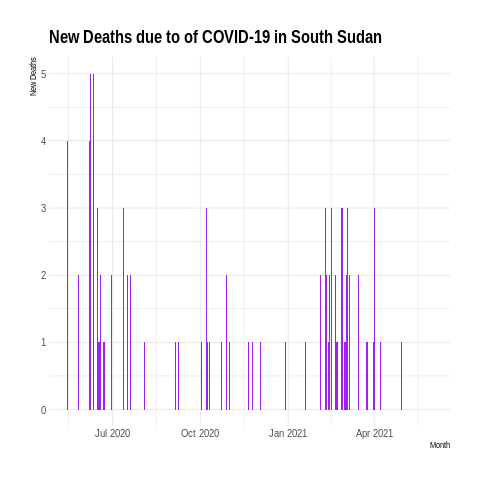 New Deaths due to of COVID-19 in South Sudan
New Deaths
5
4
3
2
1
0
Jul 2020 Oct 2020 Jan 2021 Apr 2021
Month